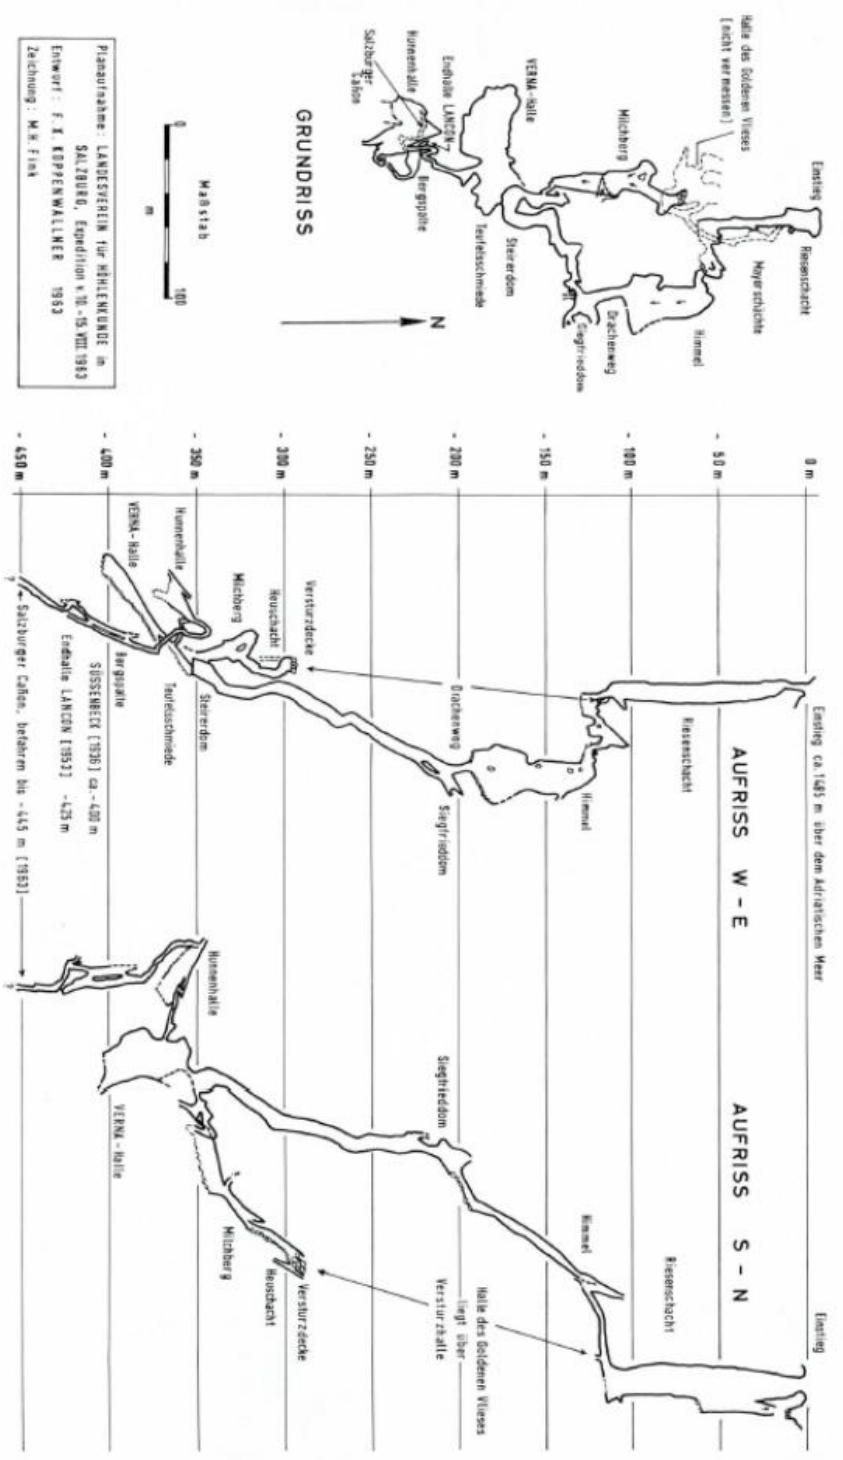 Halle des Goldenen Vlieses
[nicht vermessen]
Einstieg
Riesenschacht
Mayerschächte
Himmel
Milchberg
Drachenweg
Siegfrieddom
VERNA-Halle
Steirerdom
Teufelsschmiede
Endhalle LANCON
Hunnenhalle
Salzburger
Cañon
Bergspalte
GRUNDRISS
N
Maßstab
0
100
m
Planaufnahme: LANDESVEREIN für HÖHLENKUNDE in
SALZBURG, Expedition v. 10.-15 VIII 1963
Entwurf: F. X. KOPPENWALLNER 1963
Zeichnung: M.H. Fink
0 m
- 50 m
- 100 m
- 150 m
- 200 m
- 250 m
- 300 m
- 350 m
- 400 m
- 450 m
Einstieg ca. 1485 m über dem Adriatischen Meer
AUFRISS W - E
Riesenschacht
Himmel
Drachenweg
Siegfrieddom
Versturzdecke
Heuschacht
Milchberg
Hunnenhalle
VERNA-Halle
Steirerdom
Teufelsschmiede
Bergspalte
SÜSSENBECK [1936] ca. - 400 m
Endhalle LANCON [1953] -425 m
? Salzburger Cañon, befahren bis - 445 m [1963] ?
Einstieg
AUFRISS S - N
Riesenschacht
Himmel
Siegfrieddom
Halle des Goldenen Vlieses
liegt über
Versturzhalle
Versturzdecke
Heuschacht
Milchberg
Hunnenhalle
VERNA-Halle